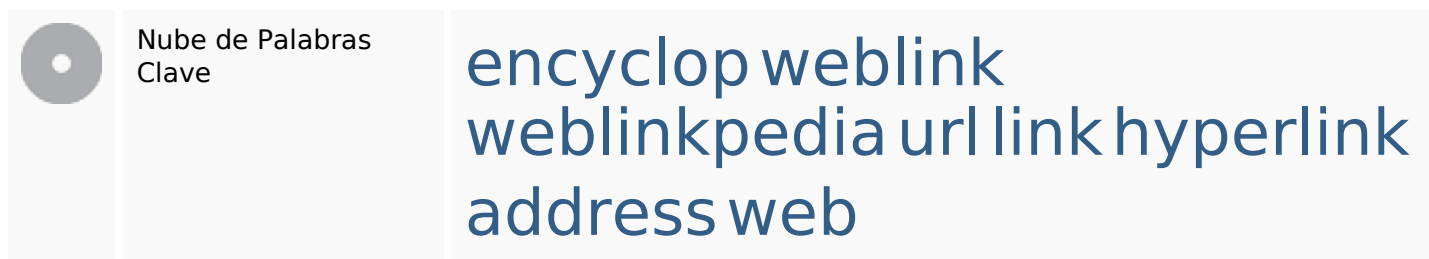 Nube de Palabras
Clave
encyclop weblink
weblinkpedia url link hyperlink
address web